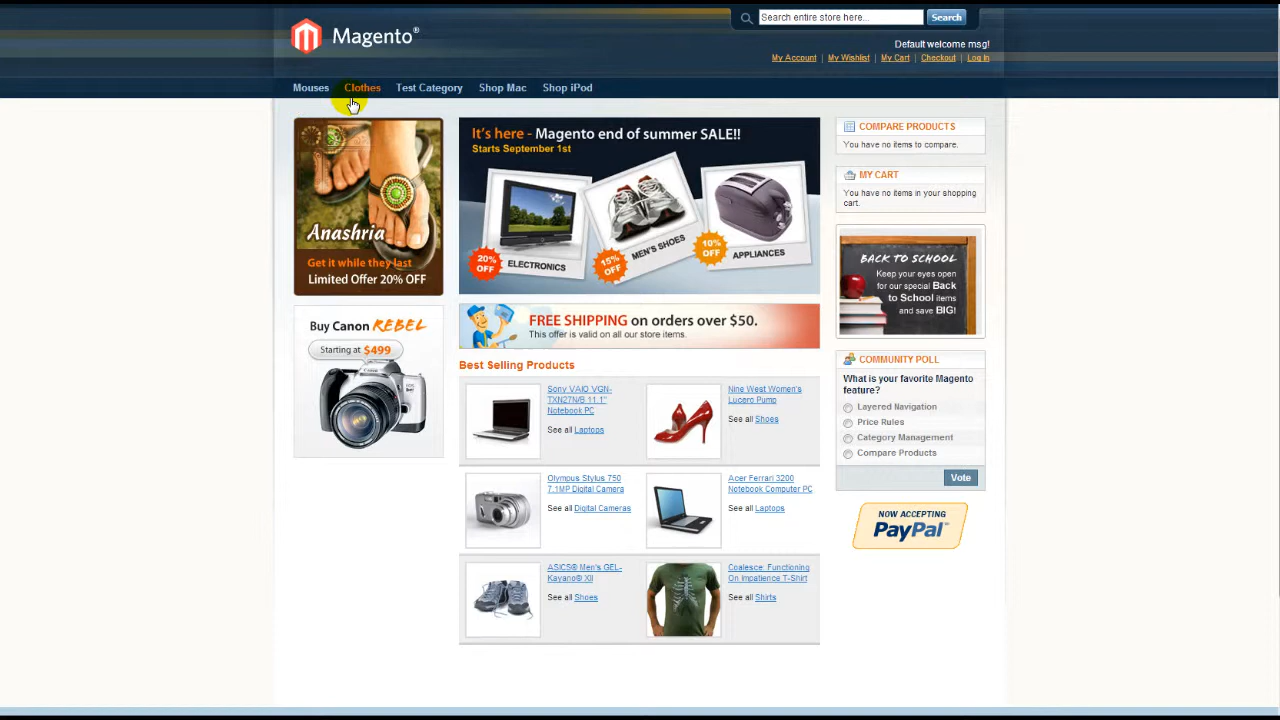 Magento®
Search entire store here...
Search
Default welcome msg!
My Account | My Wishlist | My Cart | Checkout | Log In
Mouses
Clothes
Test Category
Shop Mac
Shop iPod
Anashria
Get it while they last
Limited Offer 20% OFF
Buy Canon REBEL
Starting at $499
It's here - Magento end of summer SALE!!
Starts September 1st
20%
OFF
ELECTRONICS
15%
OFF
MEN'S SHOES
10%
OFF
APPLIANCES
FREE SHIPPING on orders over $50.
This offer is valid on all our store items.
Best Selling Products
Sony VAIO VGN-
TXN27N/B 11.1"
Notebook PC
See all Laptops
Nine West Women's
Lucero Pump
See all Shoes
Olympus Stylus 750
7.1MP Digital Camera
See all Digital Cameras
Acer Ferrari 3200
Notebook Computer PC
See all Laptops
ASICS® Men's GEL-
Kayano® XII
See all Shoes
Coalesce: Functioning
On Impatience T-Shirt
See all Shirts
COMPARE PRODUCTS
You have no items to compare.
MY CART
You have no items in your shopping
cart.
BACK TO SCHOOL
Keep your eyes open
for our special Back
to School items
and save BIG!
COMMUNITY POLL
What is your favorite Magento
feature?
Layered Navigation
Price Rules
Category Management
Compare Products
Vote
NOW ACCEPTING
PayPal